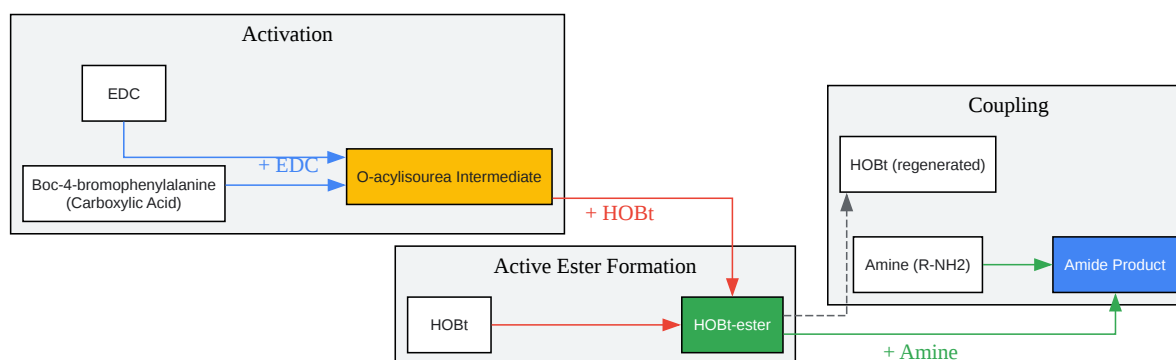 Activation
EDC
+ EDC
Boc-4-bromophenylalanine
(Carboxylic Acid)
O-acylisourea Intermediate
+ HOBt
Active Ester Formation
HOBt
HOBt-ester
Coupling
HOBt (regenerated)
Amine (R-NH2)
Amide Product
+ Amine